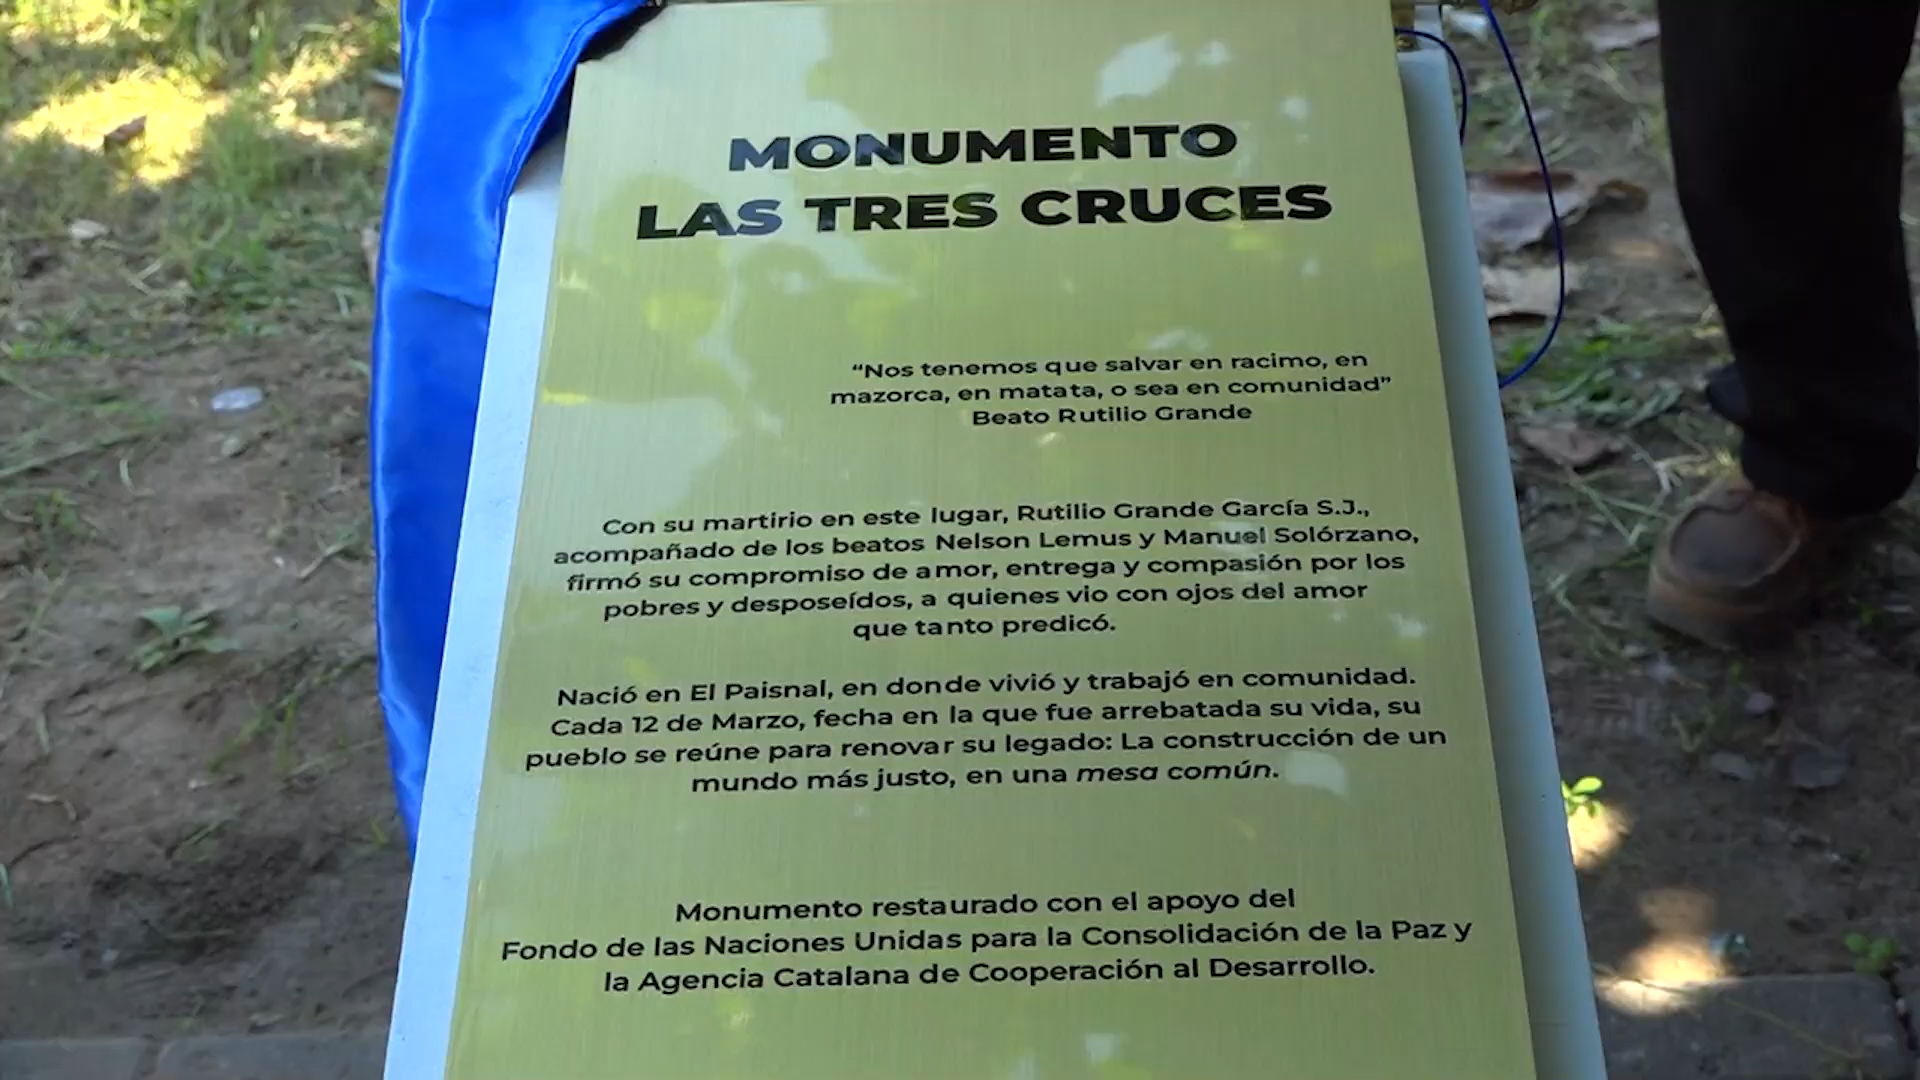 MONUMENTO
LAS TRES CRUCES
“Nos tenemos que salvar en racimo, en
mazorca, en matata, o sea en comunidad”
Beato Rutilio Grande
Con su martirio en este lugar, Rutilio Grande García S.J.,
acompañado de los beatos Nelson Lemus y Manuel Solórzano,
firmó su compromiso de amor, entrega y compasión por los
pobres y desposeídos, a quienes vio con ojos del amor
que tanto predicó.
Nació en El Paisnal, en donde vivió y trabajó en comunidad.
Cada 12 de Marzo, fecha en la que fue arrebatada su vida, su
pueblo se reúne para renovar su legado: La construcción de un
mundo más justo, en una mesa común.
Monumento restaurado con el apoyo del
Fondo de las Naciones Unidas para la Consolidación de la Paz y
la Agencia Catalana de Cooperación al Desarrollo.